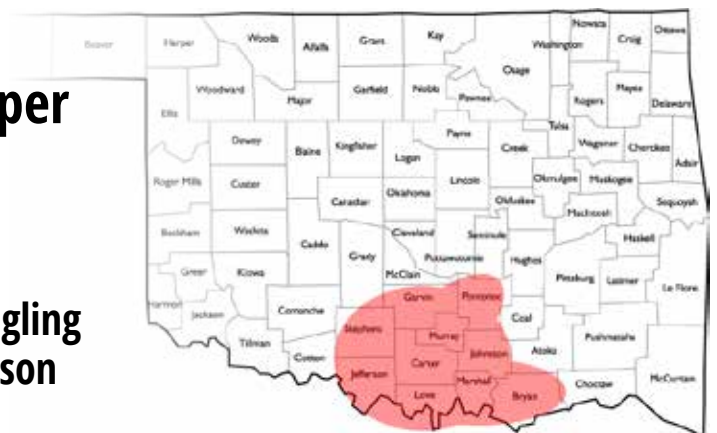 per
gling
son
Beaver
Harper
Woods
Alfalfa
Grant
Kay
Washington
Nowata
Craig
Ottawa
Osage
Ellis
Woodward
Major
Garfield
Noble
Pawnee
Rogers
Mayes
Delaware
Tulsa
Dewey
Blaine
Kingfisher
Logan
Payne
Creek
Wagoner
Cherokee
Adair
Roger Mills
Custer
Canadian
Oklahoma
Lincoln
Okmulgee
Muskogee
Okfuskee
McIntosh
Sequoyah
Beckham
Washita
Caddo
Grady
Cleveland
McClain
Pottawatomie
Seminole
Hughes
Haskell
Pittsburg
Latimer
Le Flore
Greer
Kiowa
Harmon
Jackson
Comanche
Tillman
Cotton
Stephens
Garvin
Pontotoc
Coal
Murray
Johnston
Atoka
Pushmataha
Jefferson
Carter
Love
Marshall
Bryan
Choctaw
McCurtain